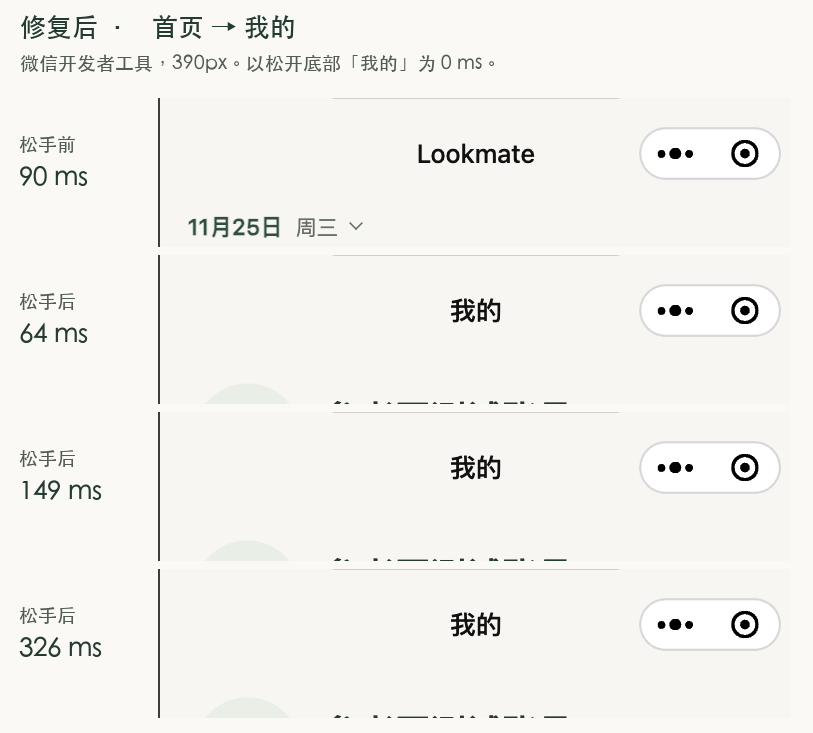 修复后 · 首页 → 我的
微信开发者工具，390px。以松开底部「我的」为 0 ms。
松手前
90 ms
Lookmate
11月25日 周三
松手后
64 ms
我的
松手后
149 ms
我的
松手后
326 ms
我的